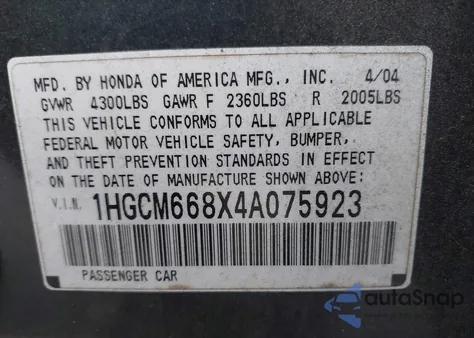 MFD. BY HONDA OF AMERICA MFG., INC. 4/04
GVWR 4300LBS GAWR F 2360LBS R 2005LBS
THIS VEHICLE CONFORMS TO ALL APPLICABLE
FEDERAL MOTOR VEHICLE SAFETY, BUMPER,
AND THEFT PREVENTION STANDARDS IN EFFECT
ON THE DATE OF MANUFACTURE SHOWN ABOVE:
V.I.N. 1HGCM668X4A075923
PASSENGER CAR
autoSnap